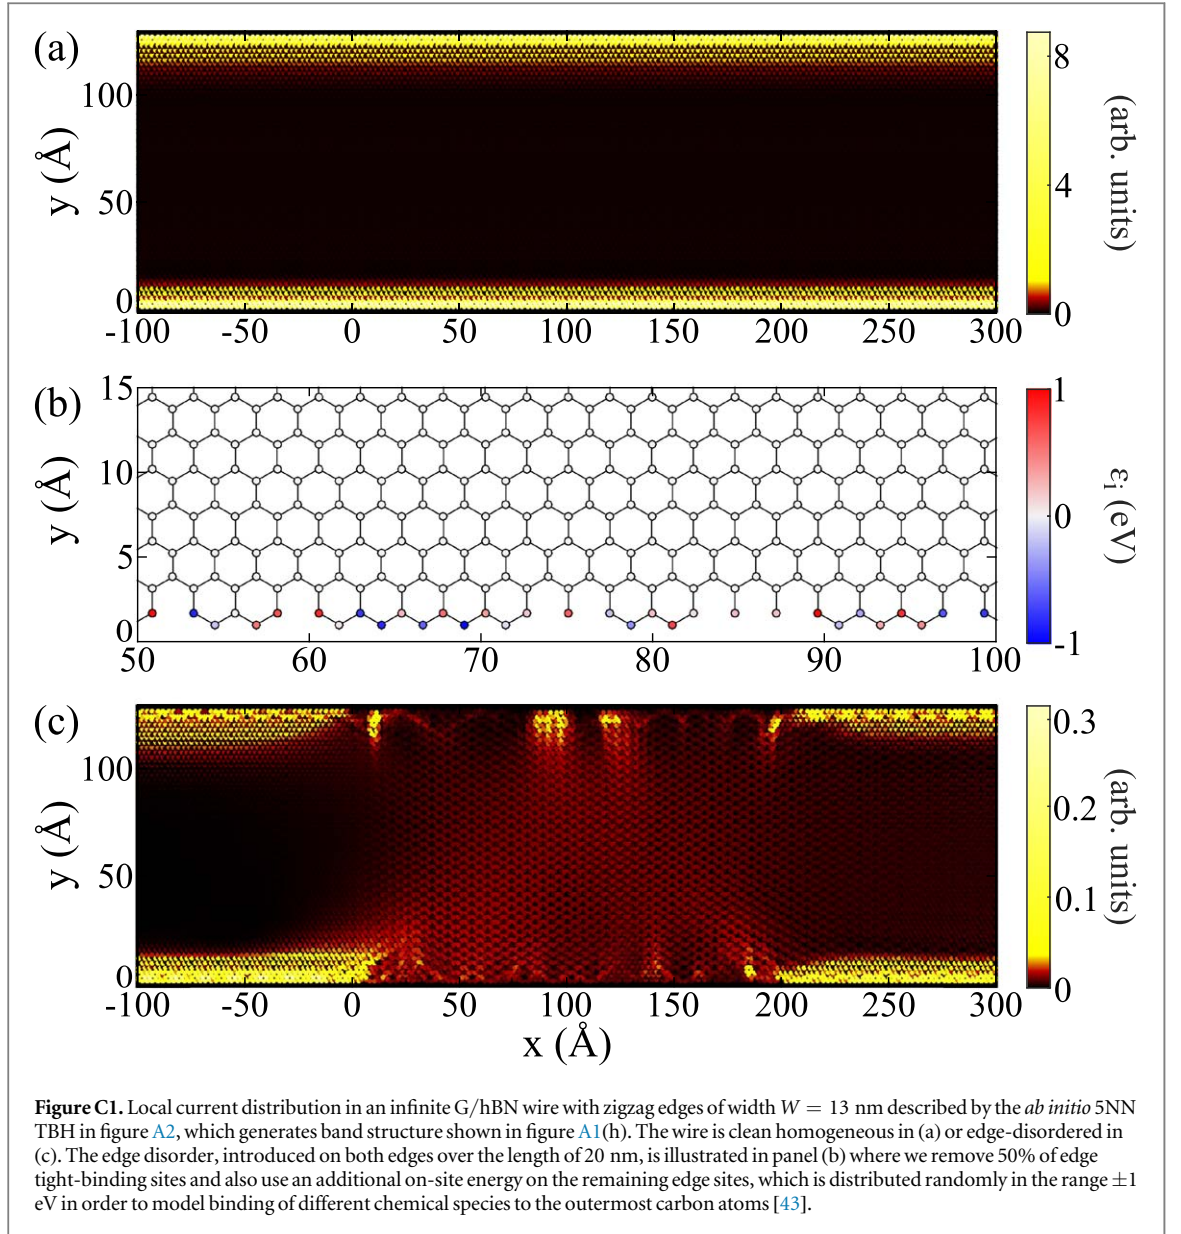 (a)
y (Å)
100
50
0
-100 -50 0 50 100 150 200 250 300
8
4
0
(arb. units)
(b)
y (Å)
15
10
5
0
50 60 70 80 90 100
1
0
-1
εi (eV)
(c)
y (Å)
100
50
0
-100 -50 0 50 100 150 200 250 300
x (Å)
0.3
0.2
0.1
0
(arb. units)
Figure C1. Local current distribution in an infinite G/hBN wire with zigzag edges of width W = 13 nm described by the ab initio 5NN
TBH in figure A2, which generates band structure shown in figure A1(h). The wire is clean homogeneous in (a) or edge-disordered in
(c). The edge disorder, introduced on both edges over the length of 20 nm, is illustrated in panel (b) where we remove 50% of edge
tight-binding sites and also use an additional on-site energy on the remaining edge sites, which is distributed randomly in the range ±1
eV in order to model binding of different chemical species to the outermost carbon atoms [43].